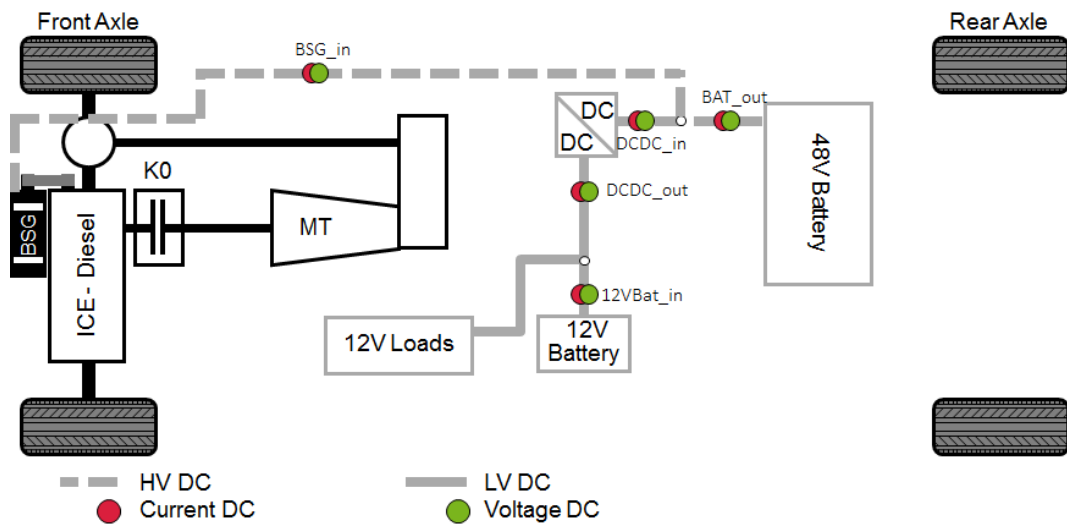 Front Axle
Rear Axle
BSG_in
BAT_out
DC
DC
DCDC_in
K0
DCDC_out
48V Battery
BSG
ICE - Diesel
MT
12VBat_in
12V Loads
12V
Battery
HV DC
LV DC
Current DC
Voltage DC